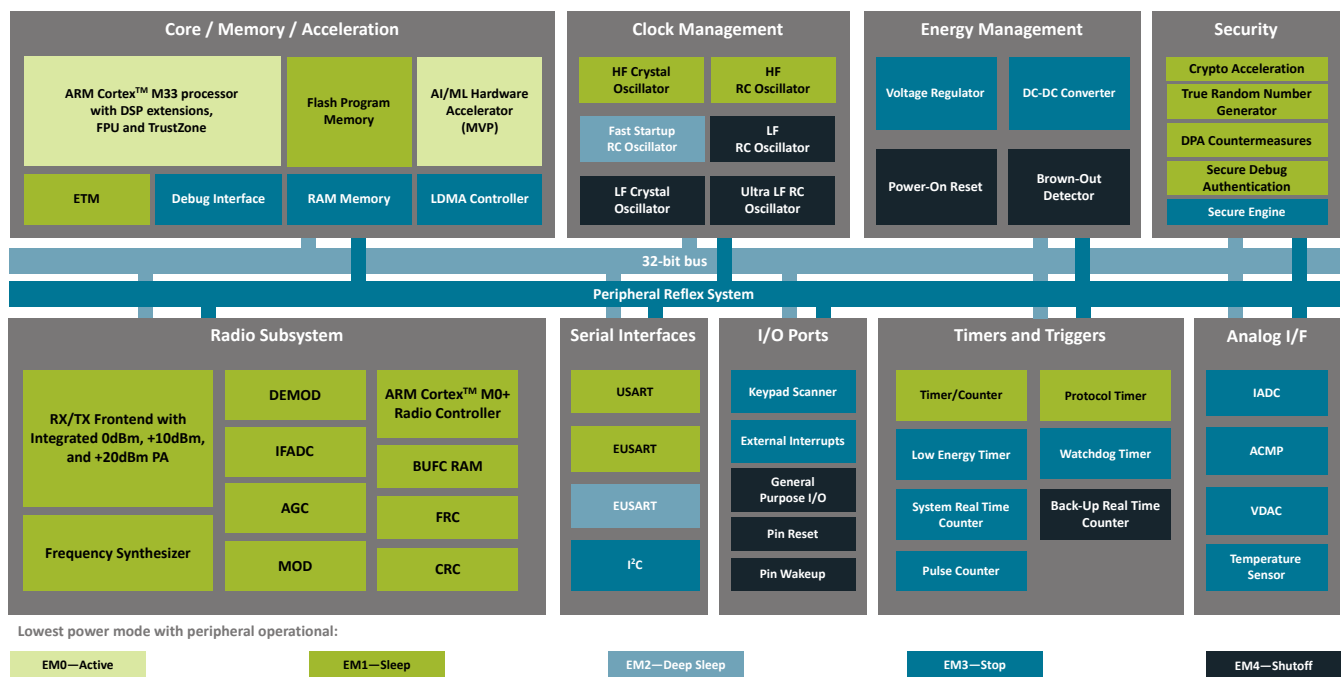 Core / Memory / Acceleration
ARM Cortex™ M33 processor
with DSP extensions,
FPU and TrustZone
Flash Program
Memory
AI/ML Hardware
Accelerator
(MVP)
ETM
Debug Interface
RAM Memory
LDMA Controller
Clock Management
HF Crystal
Oscillator
HF
RC Oscillator
Fast Startup
RC Oscillator
LF
RC Oscillator
LF Crystal
Oscillator
Ultra LF RC
Oscillator
Energy Management
Voltage Regulator
DC-DC Converter
Power-On Reset
Brown-Out
Detector
Security
Crypto Acceleration
True Random Number
Generator
DPA Countermeasures
Secure Debug
Authentication
Secure Engine
32-bit bus
Peripheral Reflex System
Radio Subsystem
RX/TX Frontend with
Integrated 0dBm, +10dBm,
and +20dBm PA
Frequency Synthesizer
DEMOD
IFADC
AGC
MOD
ARM Cortex™ M0+
Radio Controller
BUFC RAM
FRC
CRC
Serial Interfaces
USART
EUSART
EUSART
I²C
I/O Ports
Keypad Scanner
External Interrupts
General
Purpose I/O
Pin Reset
Pin Wakeup
Timers and Triggers
Timer/Counter
Protocol Timer
Low Energy Timer
Watchdog Timer
System Real Time
Counter
Back-Up Real Time
Counter
Pulse Counter
Analog I/F
IADC
ACMP
VDAC
Temperature
Sensor
Lowest power mode with peripheral operational:
EM0—Active
EM1—Sleep
EM2—Deep Sleep
EM3—Stop
EM4—Shutoff